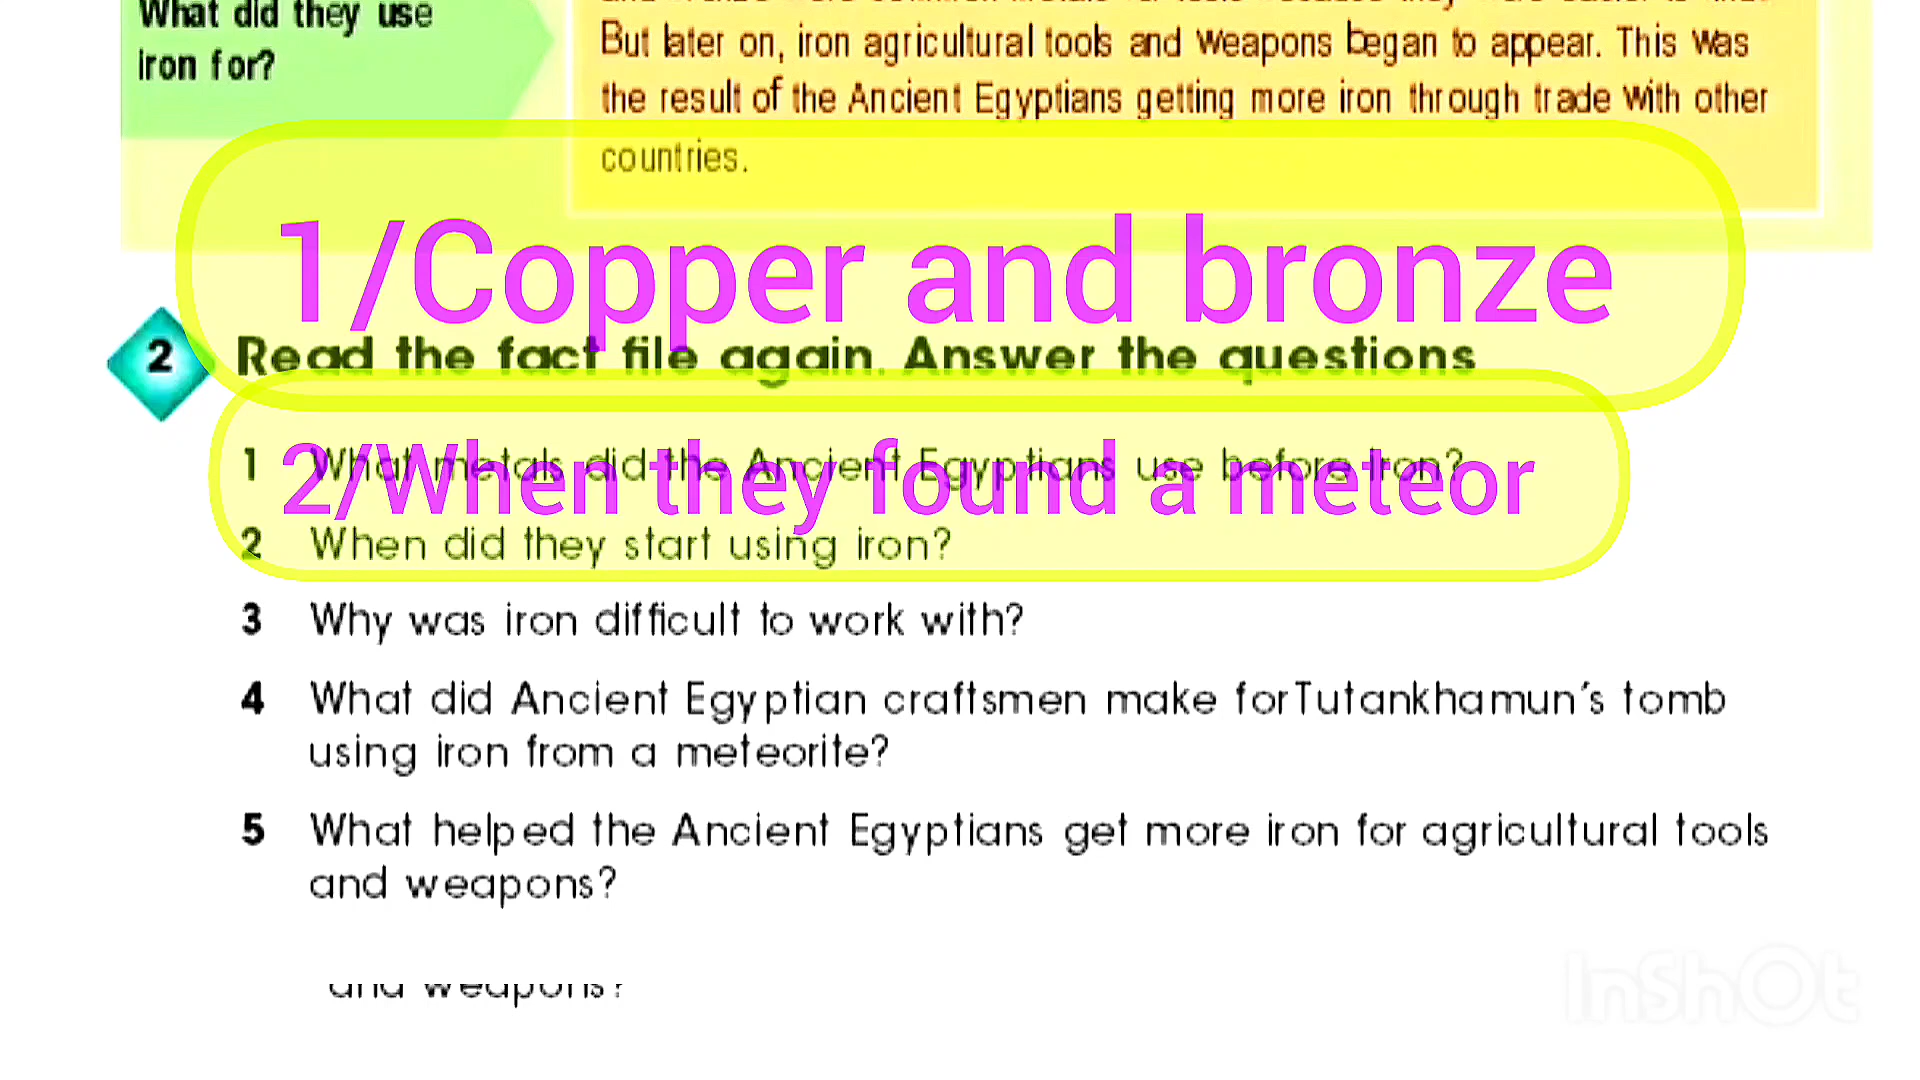 What did they use
iron for?
But later on, iron agricultural tools and weapons began to appear. This was
the result of the Ancient Egyptians getting more iron through trade with other
countries.
1/Copper and bronze
2 Read the fact file again. Answer the questions
1 What metals did the Ancient Egyptians use before iron?
2/When they found a meteor
2 When did they start using iron?
3 Why was iron difficult to work with?
4 What did Ancient Egyptian craftsmen make for Tutankhamun's tomb
using iron from a meteorite?
5 What helped the Ancient Egyptians get more iron for agricultural tools
and weapons?
and weapons?
InShOt